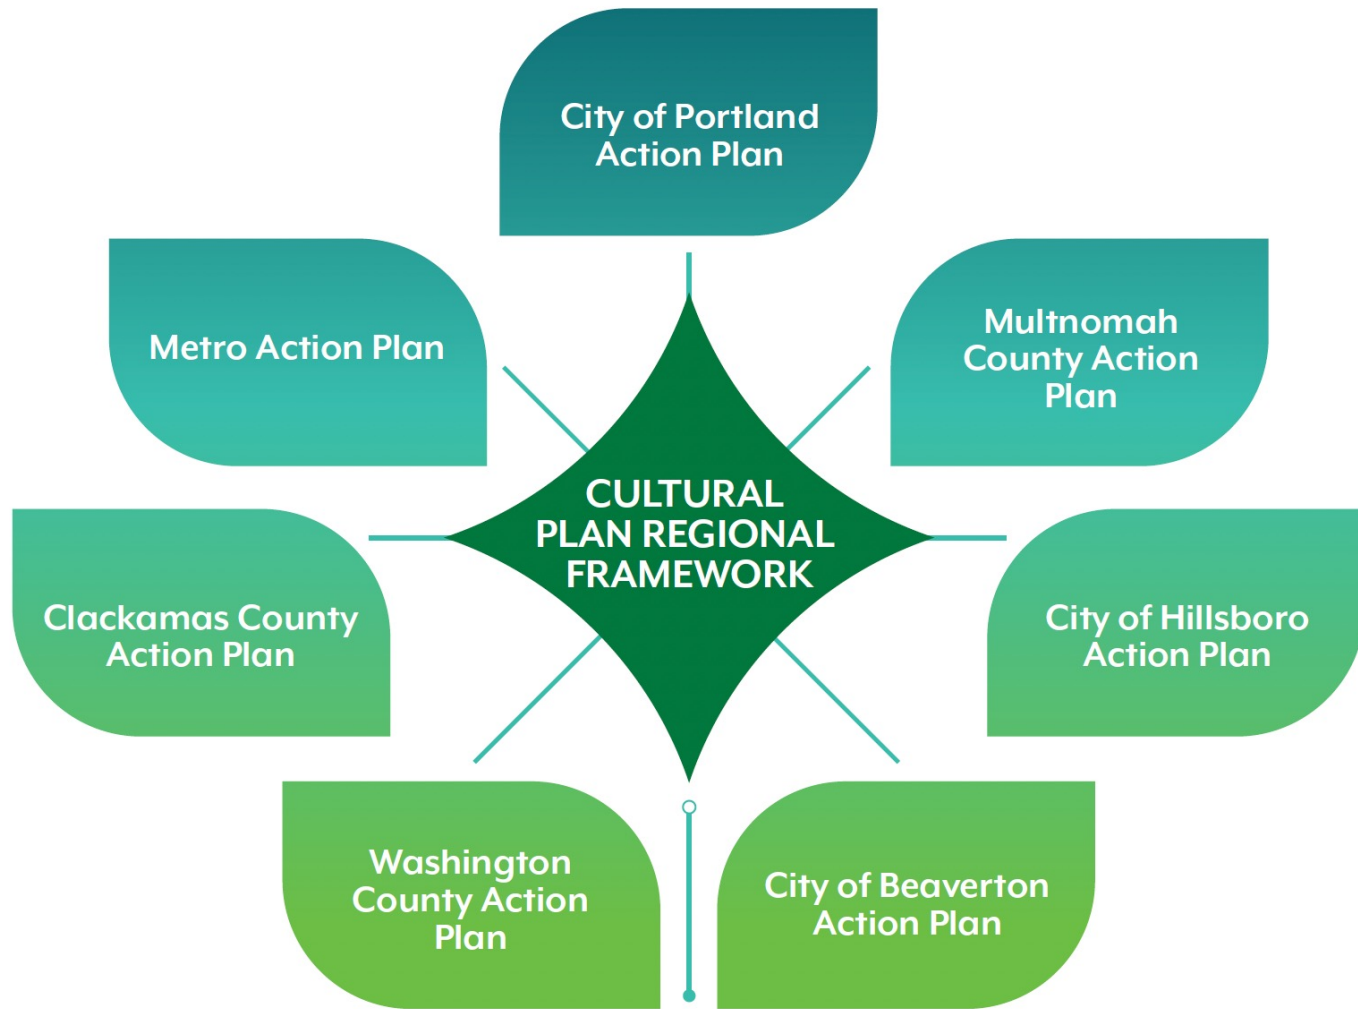 City of Portland
Action Plan
Metro Action Plan
Multnomah
County Action
Plan
CULTURAL
PLAN REGIONAL
FRAMEWORK
Clackamas County
Action Plan
City of Hillsboro
Action Plan
Washington
County Action
Plan
City of Beaverton
Action Plan